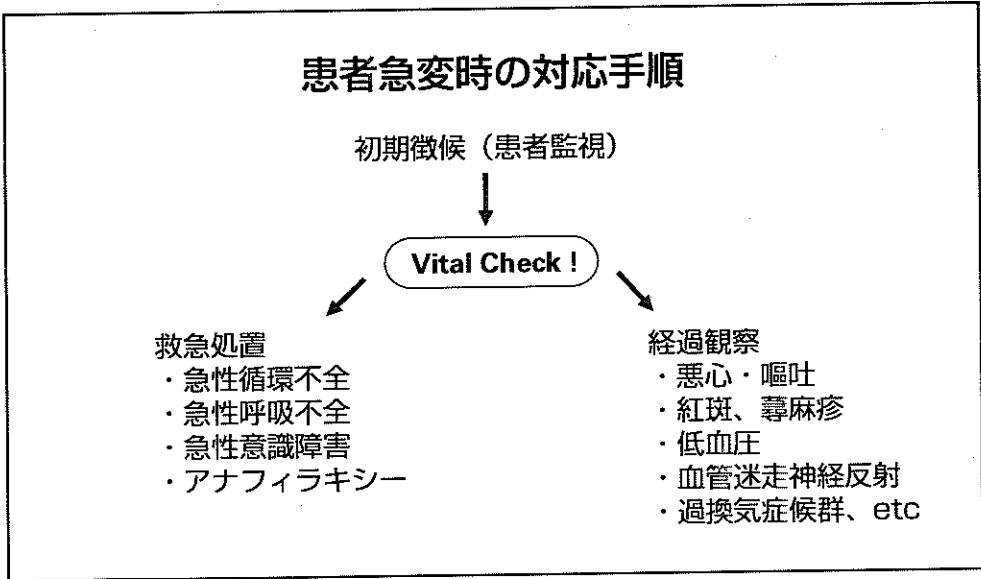 患者急変時の対応手順
初期徴候（患者監視）
Vital Check !
救急処置
・急性循環不全
・急性呼吸不全
・急性意識障害
・アナフィラキシー
経過観察
・悪心・嘔吐
・紅斑、蕁麻疹
・低血圧
・血管迷走神経反射
・過換気症候群、etc